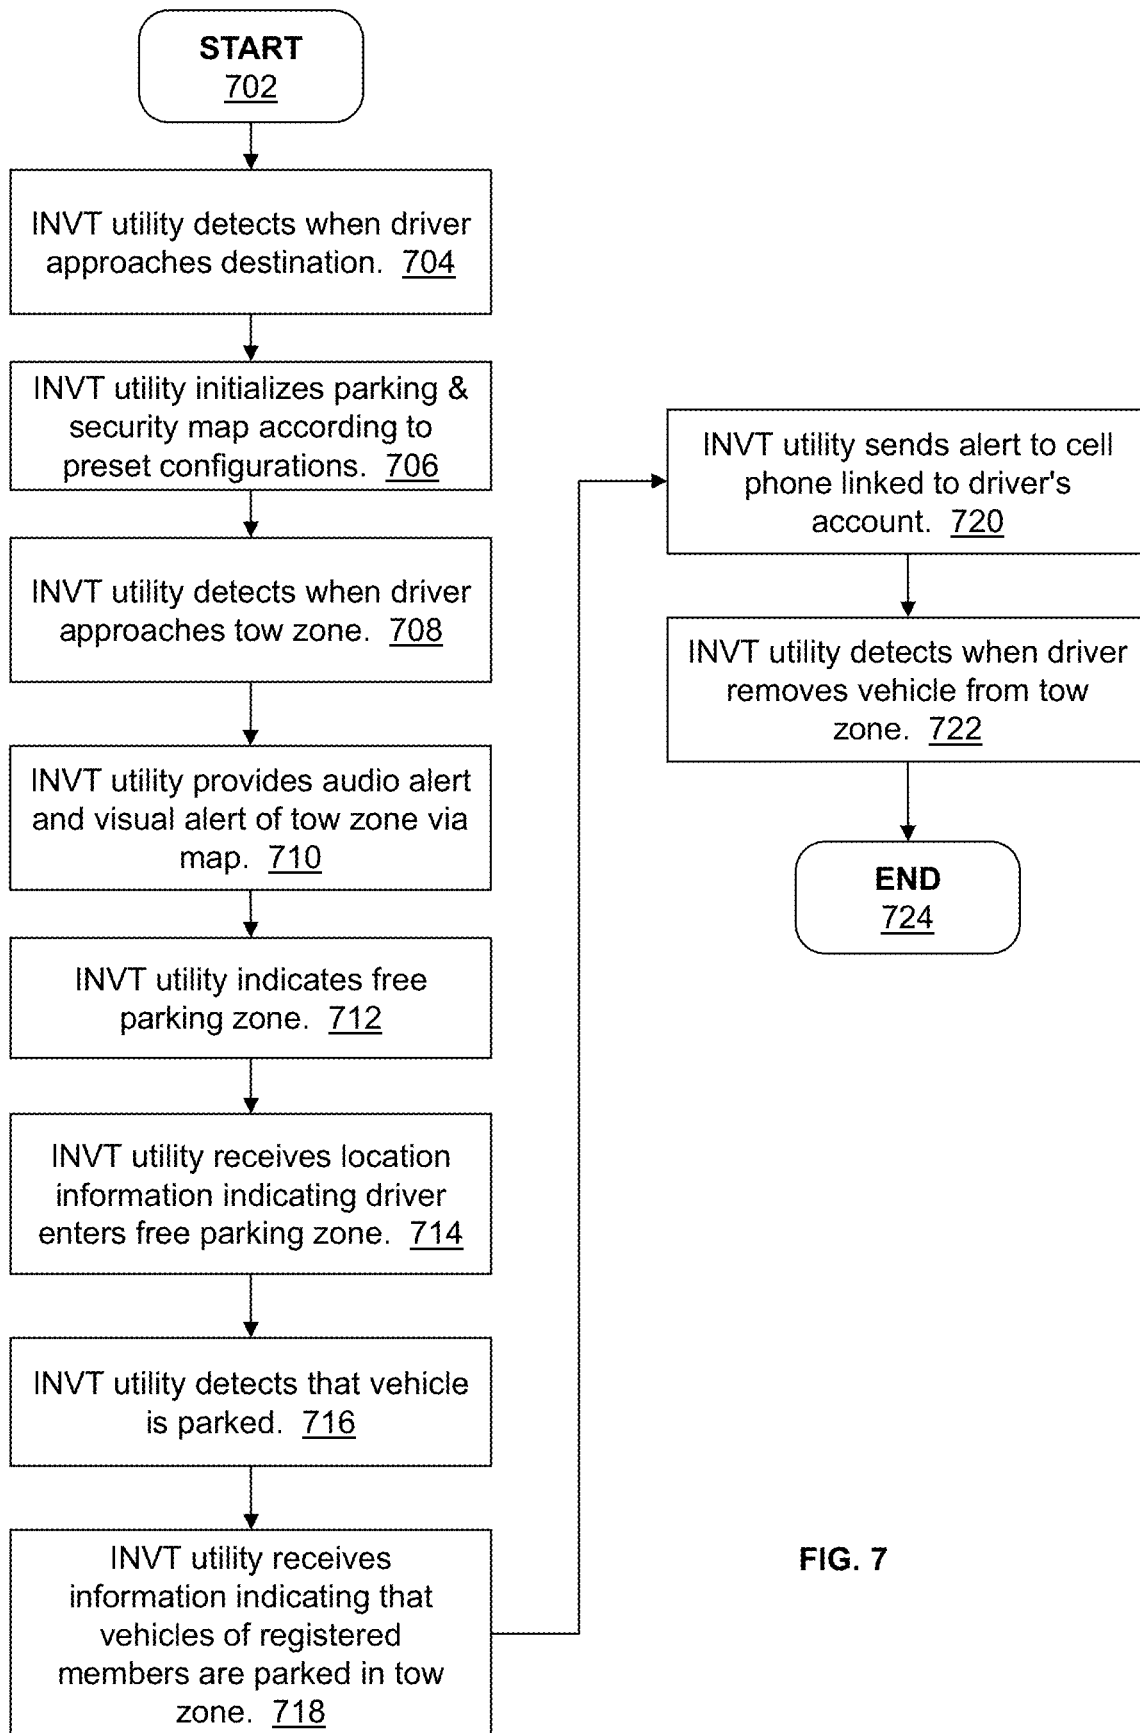 START
702
INVT utility detects when driver
approaches destination. 704
INVT utility initializes parking &
security map according to
preset configurations. 706
INVT utility detects when driver
approaches tow zone. 708
INVT utility provides audio alert
and visual alert of tow zone via
map. 710
INVT utility indicates free
parking zone. 712
INVT utility receives location
information indicating driver
enters free parking zone. 714
INVT utility detects that vehicle
is parked. 716
INVT utility receives
information indicating that
vehicles of registered
members are parked in tow
zone. 718
INVT utility sends alert to cell
phone linked to driver's
account. 720
INVT utility detects when driver
removes vehicle from tow
zone. 722
END
724
FIG. 7